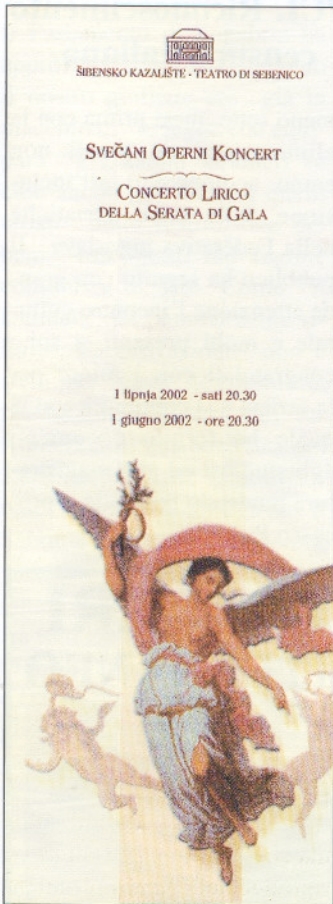 ŠIBENSKO KAZALIŠTE - TEATRO DI SEBENICO
SVEČANI OPERNI KONCERT
CONCERTO LIRICO
DELLA SERATA DI GALA
1 lipnja 2002 - sati 20.30
1 giugno 2002 - ore 20.30